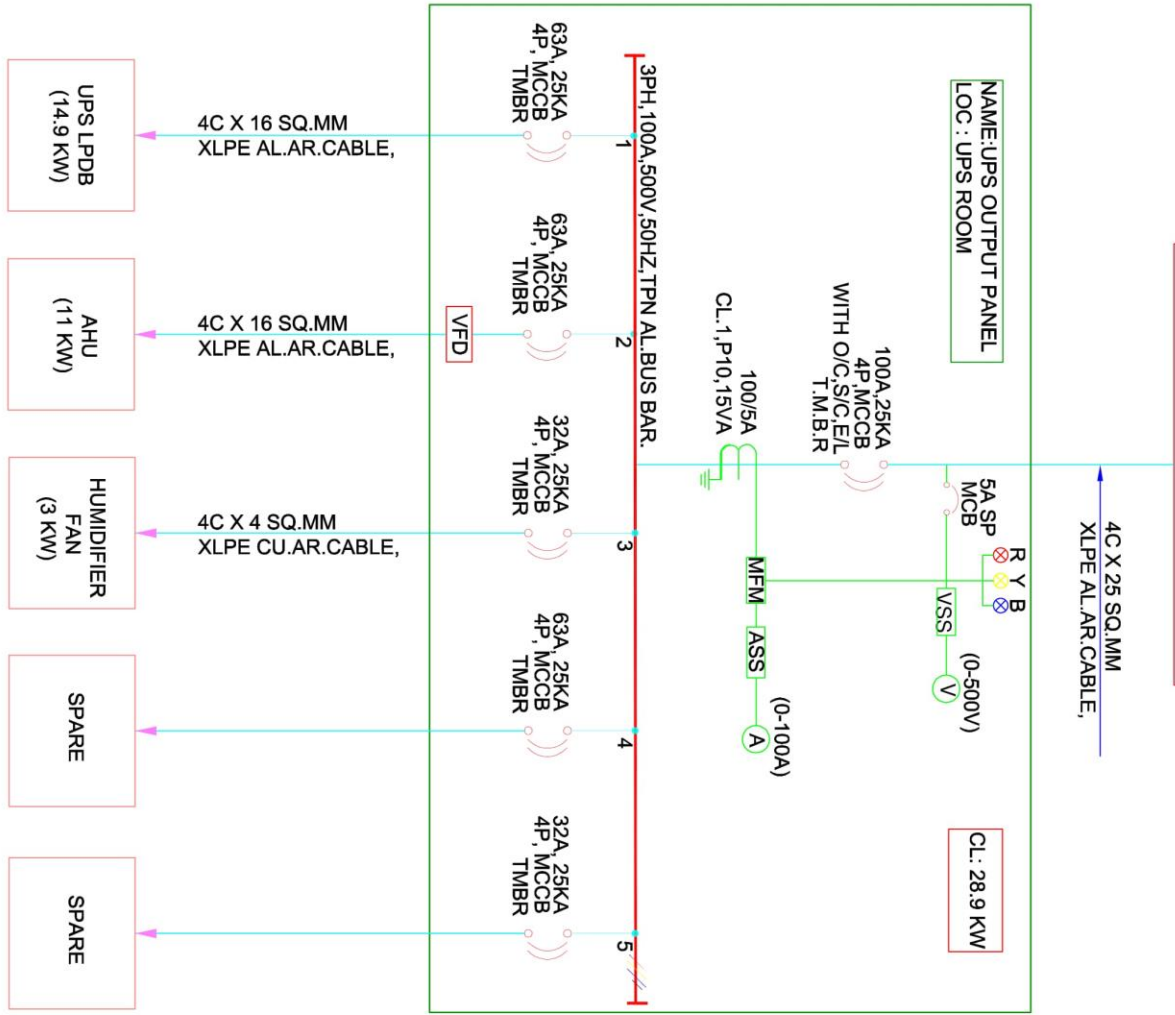 4C X 25 SQ.MM
XLPE AL.AR.CABLE,
NAME:UPS OUTPUT PANEL
LOC : UPS ROOM
R Y B
5A SP
MCB
VSS
(0-500V)
V
CL: 28.9 KW
100A,25KA
4P,MCCB
WITH O/C,S/C,E/L
T.M.B.R
100/5A
CL.1,P10,15VA
MFM
ASS
(0-100A)
A
3PH,100A,500V,50HZ,TPN AL.BUS BAR.
1
2
3
4
5
63A, 25KA
4P, MCCB
TMBR
63A, 25KA
4P, MCCB
TMBR
32A, 25KA
4P, MCCB
TMBR
63A, 25KA
4P, MCCB
TMBR
32A, 25KA
4P, MCCB
TMBR
VFD
4C X 16 SQ.MM
XLPE AL.AR.CABLE,
4C X 16 SQ.MM
XLPE AL.AR.CABLE,
4C X 4 SQ.MM
XLPE CU.AR.CABLE,
UPS LPDB
(14.9 KW)
AHU
(11 KW)
HUMIDIFIER
FAN
(3 KW)
SPARE
SPARE